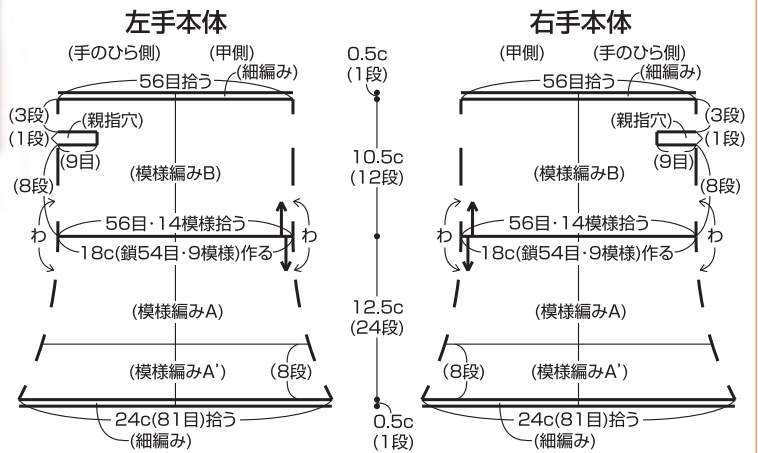 左手本体
(手のひら側) (甲側)
56目拾う
(細編み)
(3段)
(1段)
(親指穴)
(9目)
(8段)
(模様編みB)
わ
56目・14模様拾う
わ
18c(鎖54目・9模様)作る
(模様編みA)
(模様編みA')
(8段)
24c(81目)拾う
(細編み)
0.5c
(1段)
10.5c
(12段)
12.5c
(24段)
0.5c
(1段)
右手本体
(甲側) (手のひら側)
56目拾う
(細編み)
(3段)
(1段)
(親指穴)
(9目)
(8段)
(模様編みB)
わ
56目・14模様拾う
わ
18c(鎖54目・9模様)作る
(模様編みA)
(8段)
(模様編みA')
24c(81目)拾う
(細編み)